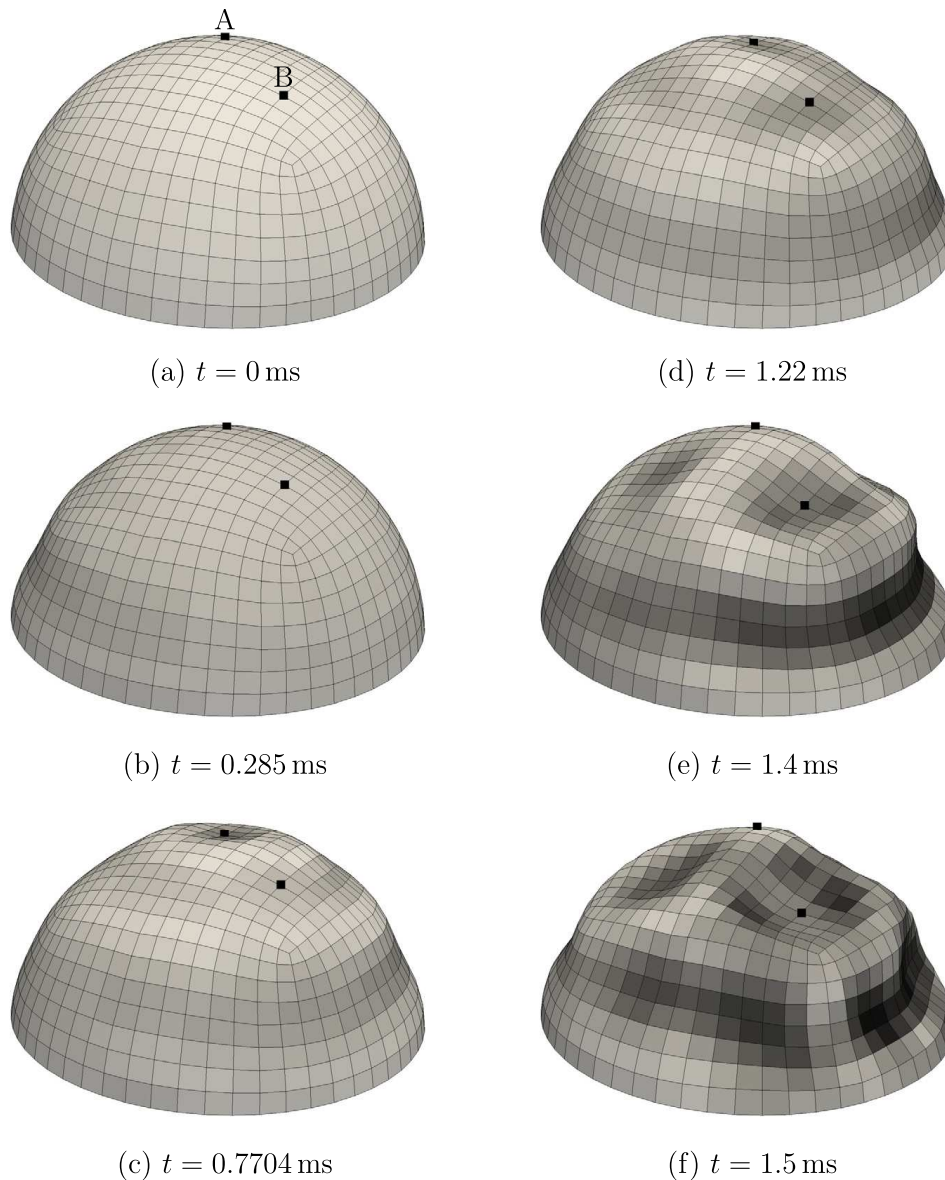 A
B
(a) t = 0 ms
(d) t = 1.22 ms
(b) t = 0.285 ms
(e) t = 1.4 ms
(c) t = 0.7704 ms
(f) t = 1.5 ms